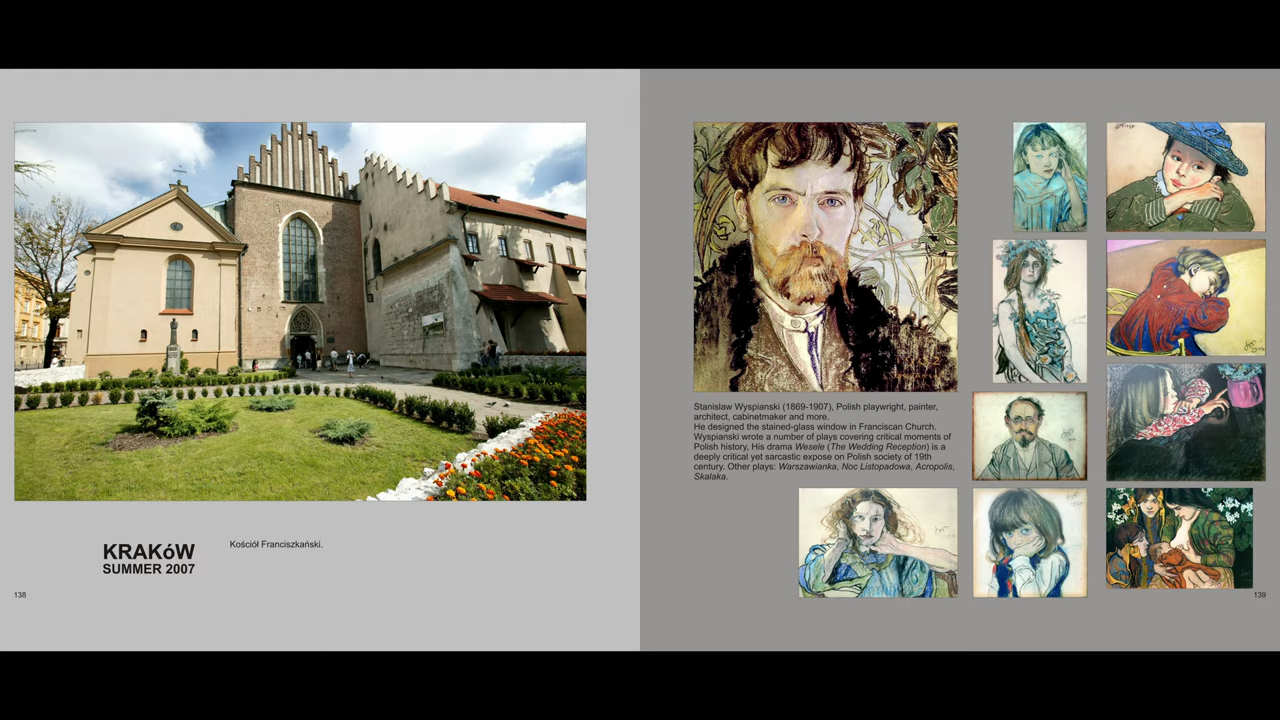 KRAKóW
SUMMER 2007
Kościół Franciszkański.
138
Stanislaw Wyspianski (1869-1907), Polish playwright, painter,
architect, cabinetmaker and more.
He designed the stained-glass window in Franciscan Church.
Wyspianski wrote a number of plays covering critical moments of
Polish history, His drama Wesele (The Wedding Reception) is a
deeply critical yet sarcastic expose on Polish society of 19th
century. Other plays: Warszawianka, Noc Listopadowa, Acropolis,
Skalaka.
139